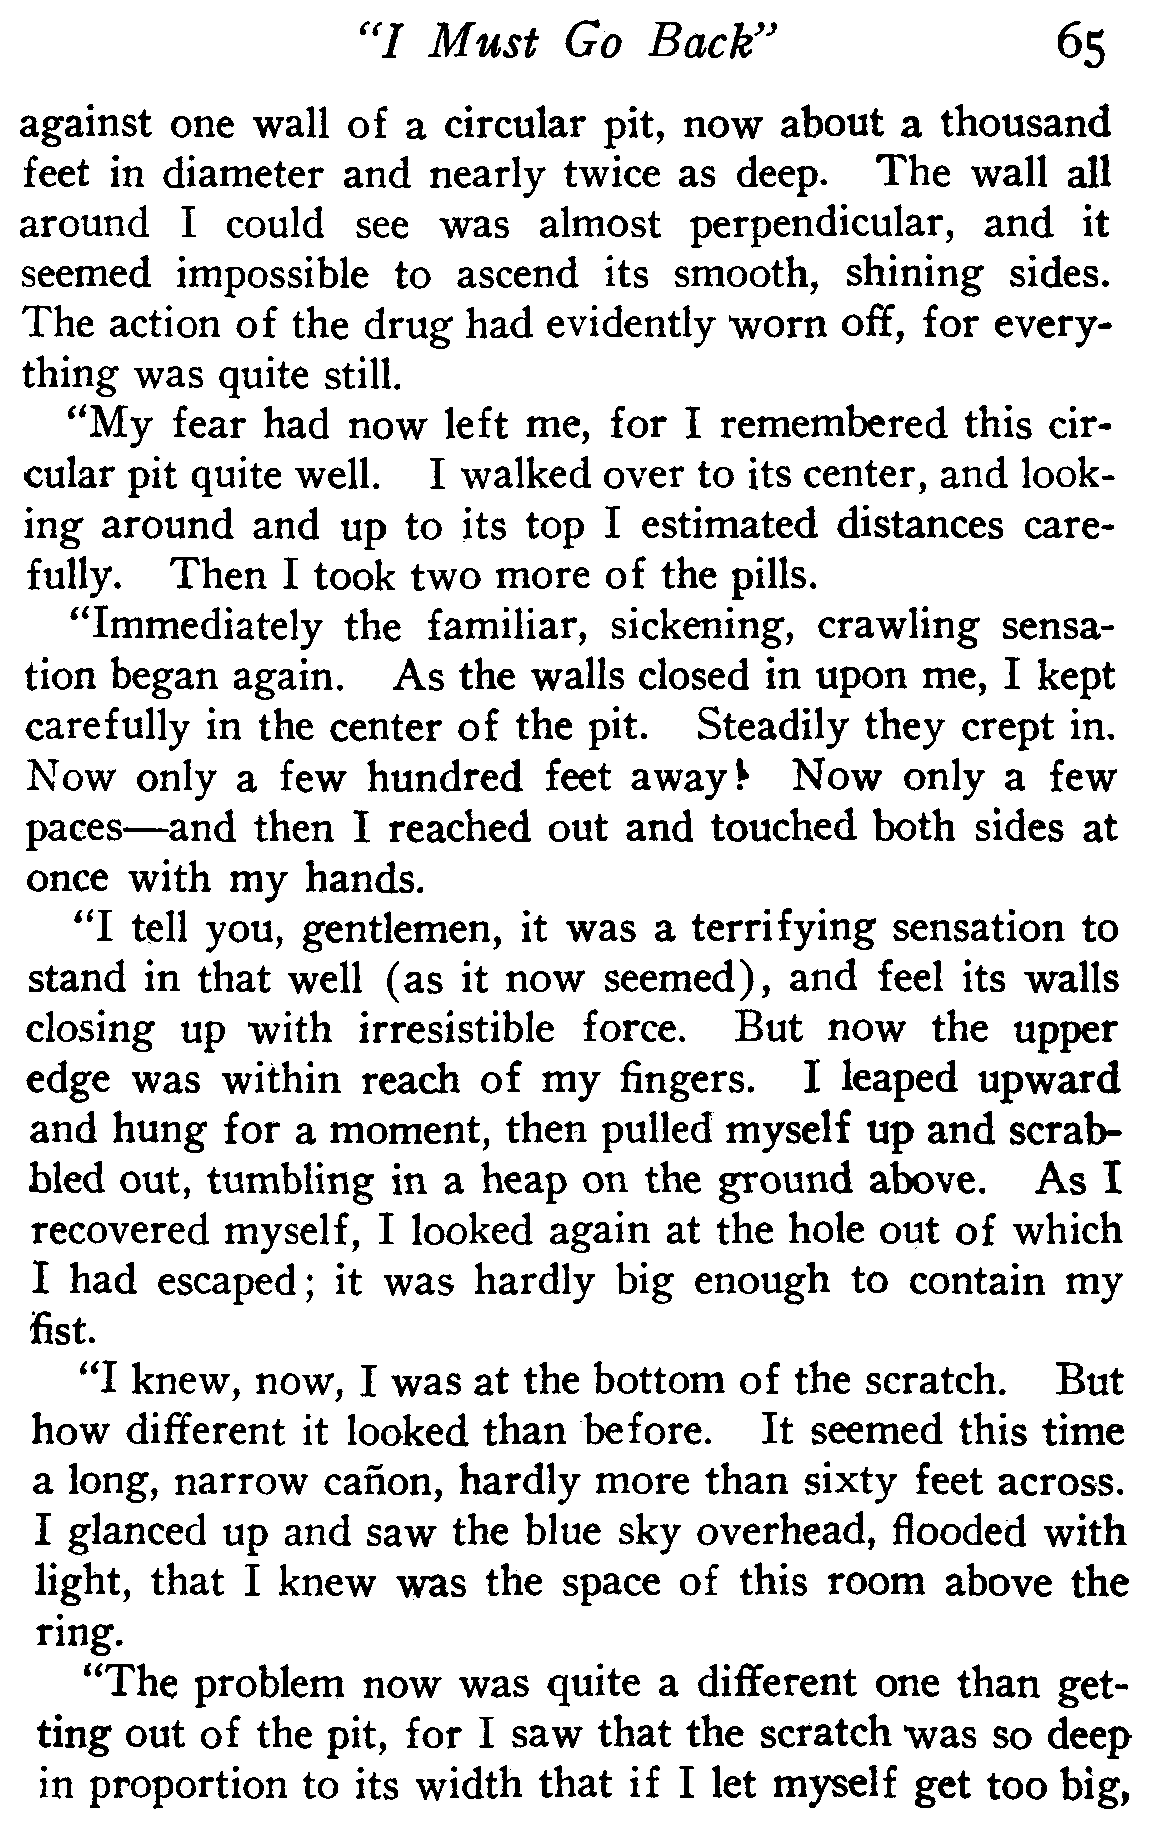 "I Must Go Back" 65
against one wall of a circular pit, now about a thousand
feet in diameter and nearly twice as deep. The wall all
around I could see was almost perpendicular, and it
seemed impossible to ascend its smooth, shining sides.
The action of the drug had evidently worn off, for every-
thing was quite still.
"My fear had now left me, for I remembered this cir-
cular pit quite well. I walked over to its center, and look-
ing around and up to its top I estimated distances care-
fully. Then I took two more of the pills.
"Immediately the familiar, sickening, crawling sensa-
tion began again. As the walls closed in upon me, I kept
carefully in the center of the pit. Steadily they crept in.
Now only a few hundred feet away! Now only a few
paces—and then I reached out and touched both sides at
once with my hands.
"I tell you, gentlemen, it was a terrifying sensation to
stand in that well (as it now seemed), and feel its walls
closing up with irresistible force. But now the upper
edge was within reach of my fingers. I leaped upward
and hung for a moment, then pulled myself up and scrab-
bled out, tumbling in a heap on the ground above. As I
recovered myself, I looked again at the hole out of which
I had escaped; it was hardly big enough to contain my
fist.
"I knew, now, I was at the bottom of the scratch. But
how different it looked than before. It seemed this time
a long, narrow cañon, hardly more than sixty feet across.
I glanced up and saw the blue sky overhead, flooded with
light, that I knew was the space of this room above the
ring.
"The problem now was quite a different one than get-
ting out of the pit, for I saw that the scratch was so deep
in proportion to its width that if I let myself get too big,